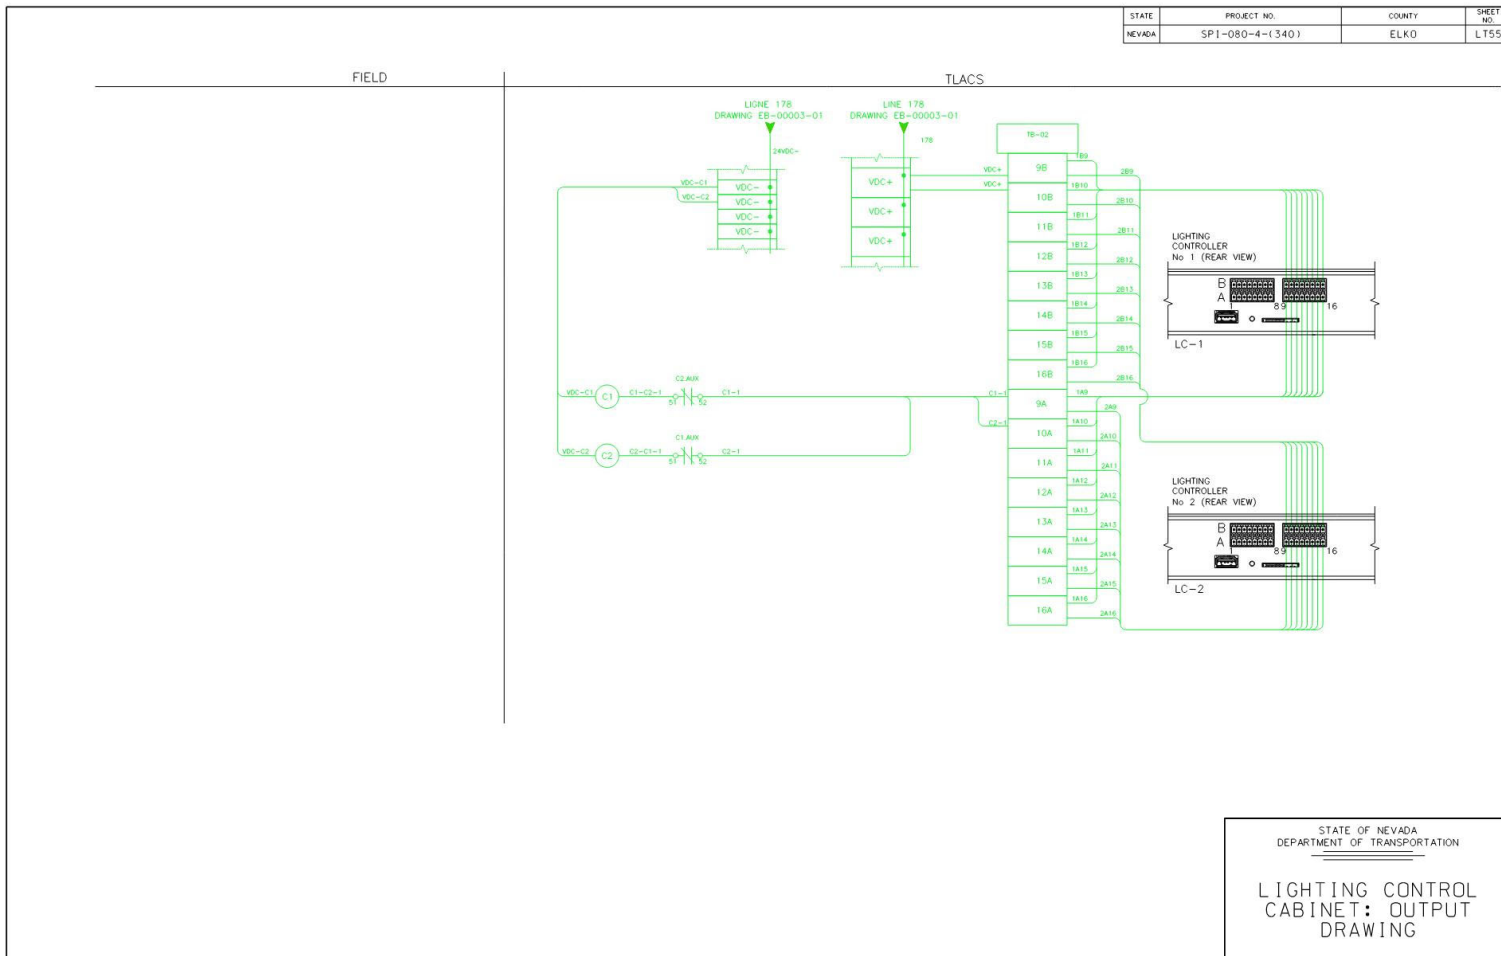 STATE PROJECT NO. COUNTY SHEET NO.
NEVADA SPI-080-4-(340) ELKO LT55
FIELD TLACS
LIGNE 178
DRAWING EB-00003-01
24VDC-
LINE 178
DRAWING EB-00003-01
178
VDC-C1
VDC-C2
VDC-
VDC-
VDC-
VDC-
VDC+
VDC+
VDC+
VDC+
VDC+
TB-02
9B
10B
11B
12B
13B
14B
15B
16B
9A
10A
11A
12A
13A
14A
15A
16A
1B9
2B9
1B10
2B10
1B11
2B11
1B12
2B12
1B13
2B13
1B14
2B14
1B15
2B15
1B16
2B16
1A9
2A9
1A10
2A10
1A11
2A11
1A12
2A12
1A13
2A13
1A14
2A14
1A15
2A15
1A16
2A16
VDC-C1 C1 C1-C2-1
C2.AUX
51 52
C1-1
C1-1
C2-1
VDC-C2 C2 C2-C1-1
C1.AUX
51 52
C2-1
LIGHTING
CONTROLLER
No 1 (REAR VIEW)
B
A
1 8 9 16
LC-1
LIGHTING
CONTROLLER
No 2 (REAR VIEW)
B
A
1 8 9 16
LC-2
STATE OF NEVADA
DEPARTMENT OF TRANSPORTATION
LIGHTING CONTROL
CABINET: OUTPUT
DRAWING